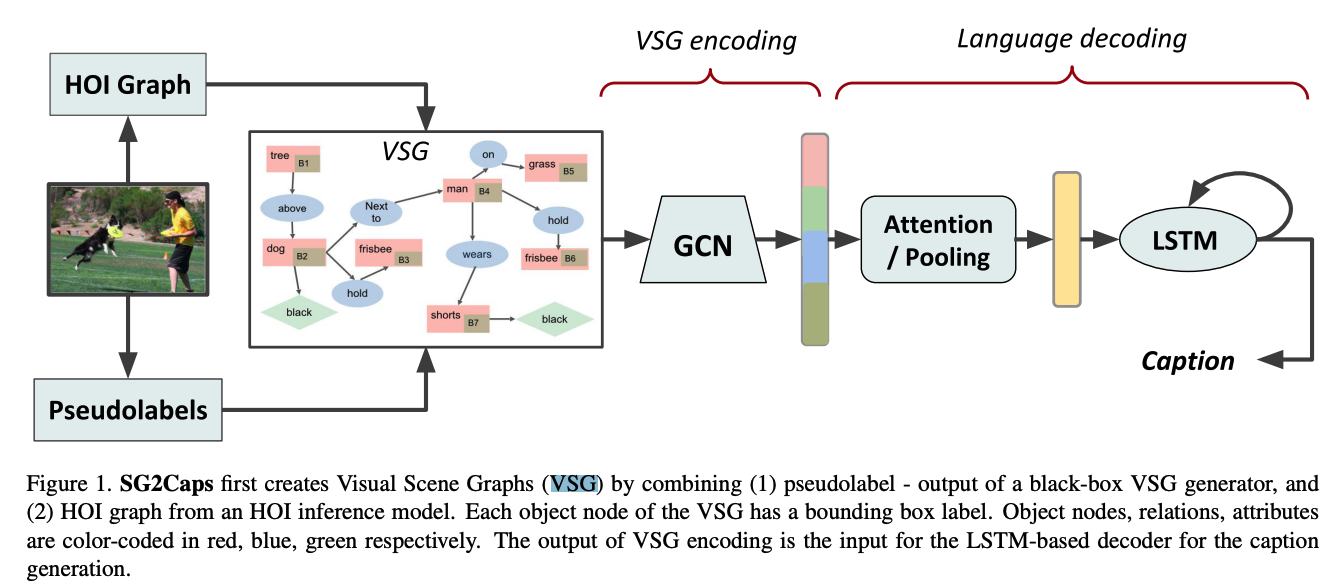 VSG encoding
Language decoding
HOI Graph
VSG
tree B1
on
grass B5
man B4
above
Next
to
hold
dog B2
frisbee B3
wears
frisbee B6
hold
black
shorts B7
black
GCN
Attention
/ Pooling
LSTM
Caption
Pseudolabels
Figure 1. SG2Caps first creates Visual Scene Graphs (VSG) by combining (1) pseudolabel - output of a black-box VSG generator, and
(2) HOI graph from an HOI inference model. Each object node of the VSG has a bounding box label. Object nodes, relations, attributes
are color-coded in red, blue, green respectively. The output of VSG encoding is the input for the LSTM-based decoder for the caption
generation.